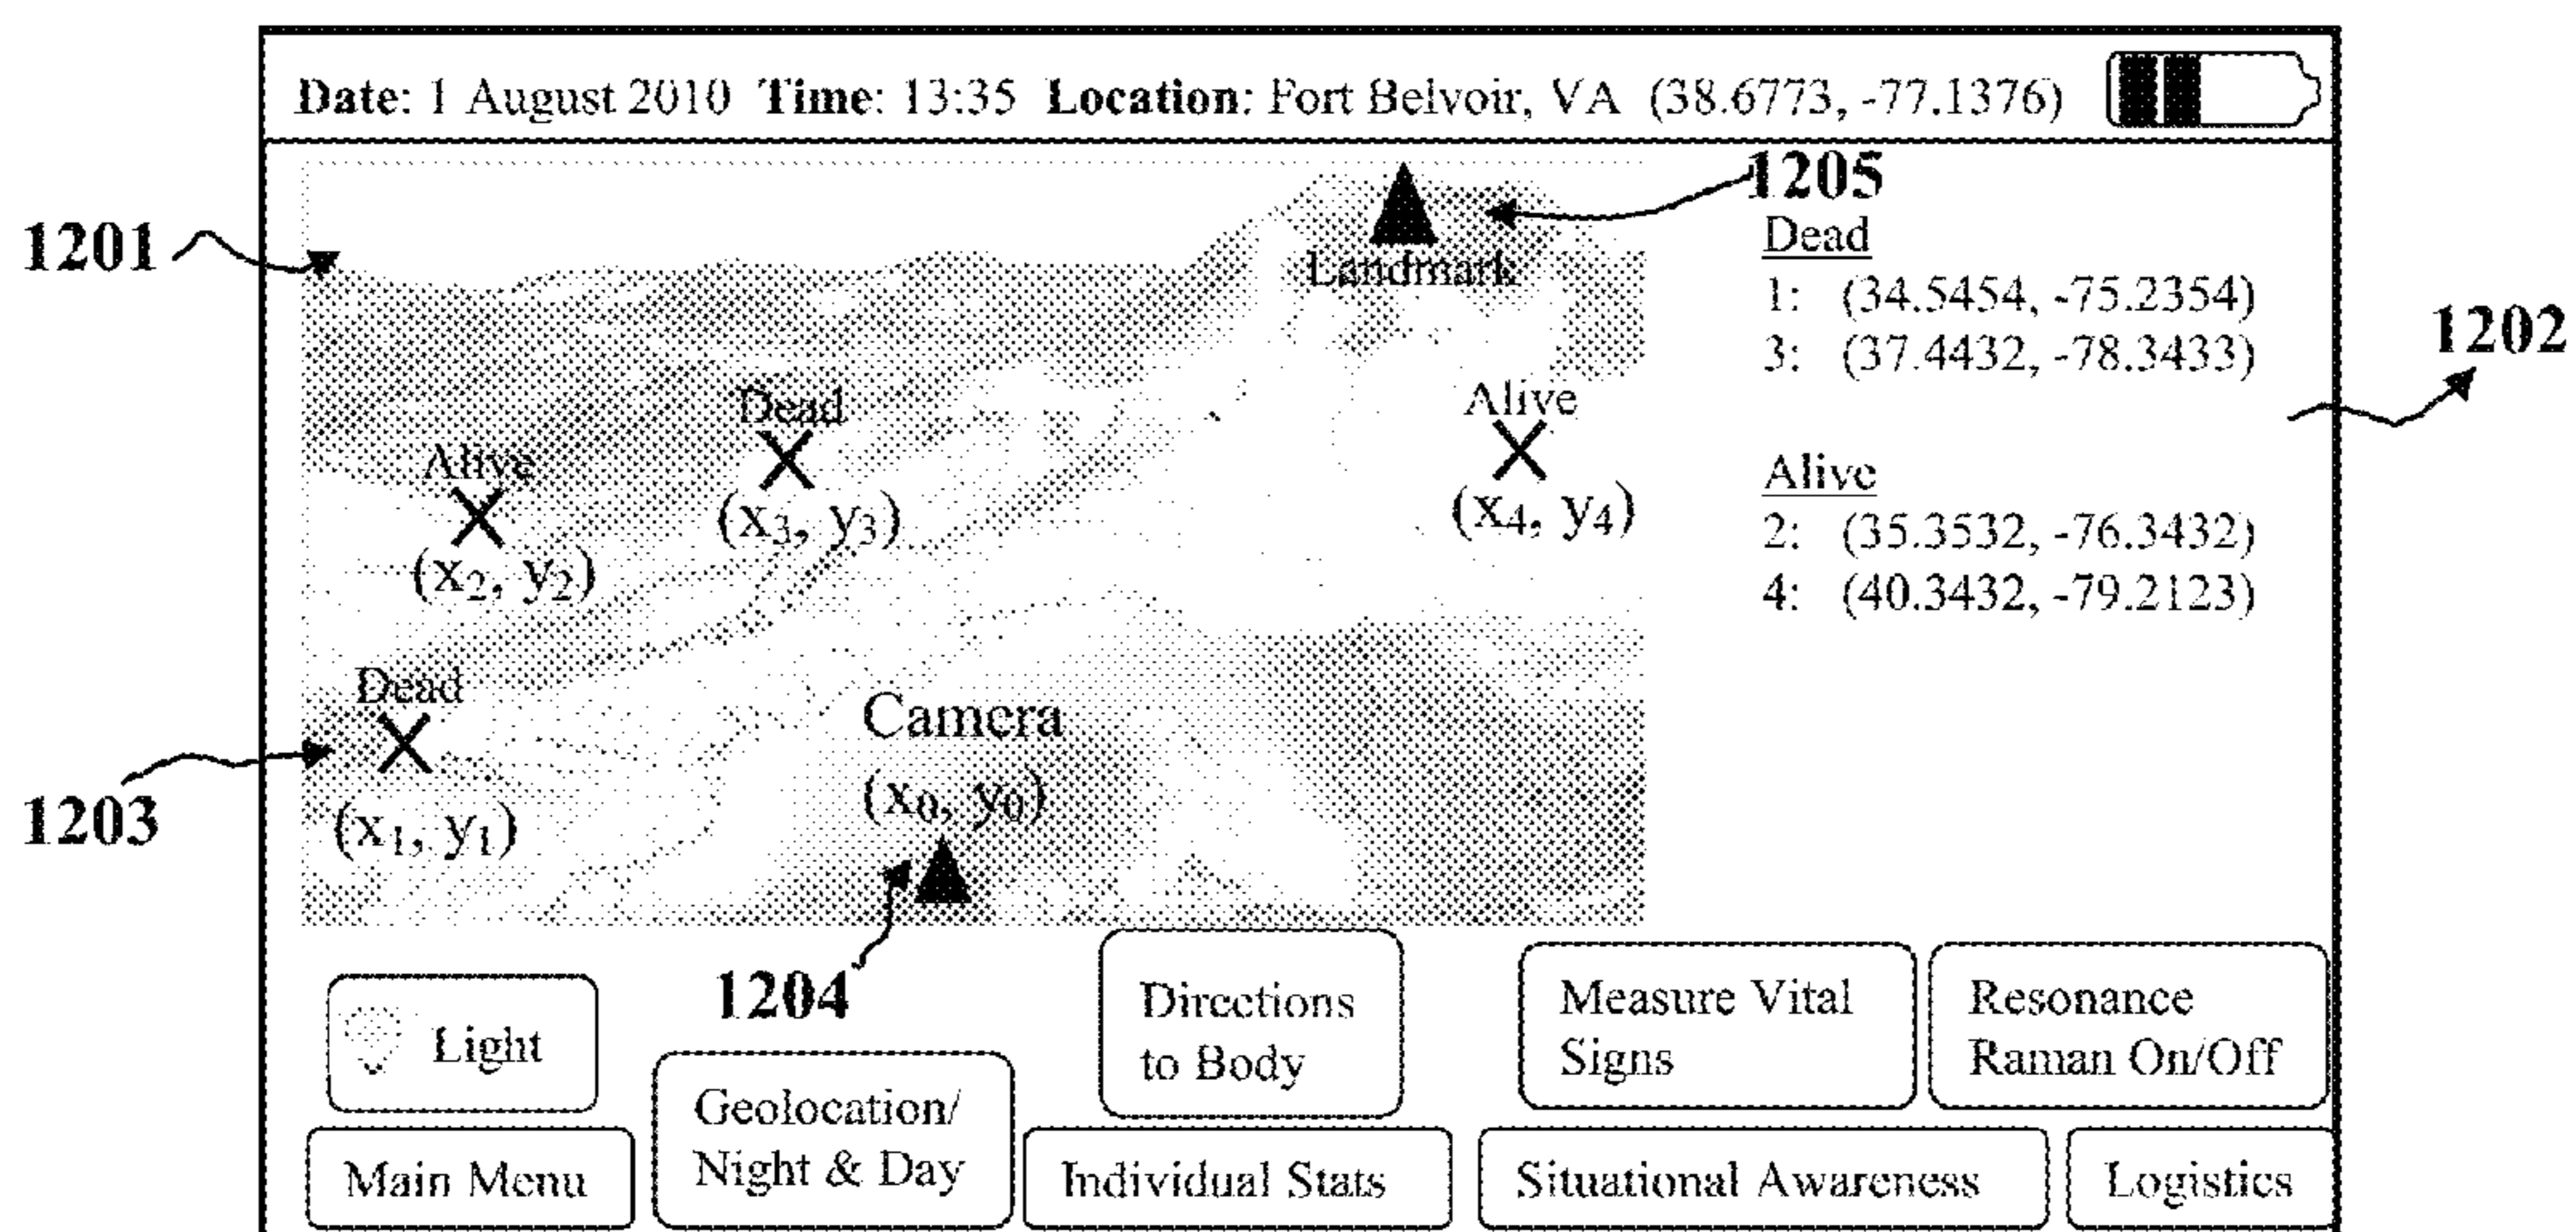 Date: 1 August 2010 Time: 13:35 Location: Fort Belvoir, VA (38.6773, -77.1376)
1201
1205
Landmark
Dead
1: (34.5454, -75.2354)
3: (37.4432, -78.3433)
1202
Dead
Alive
Alive
(x3, y3)
(x4, y4)
(x2, y2)
Alive
2: (35.3532, -76.3432)
4: (40.3432, -79.2123)
Dead
Camera
(x0, y0)
1203
(x1, y1)
1204
Light
Directions
to Body
Measure Vital
Signs
Resonance
Raman On/Off
Main Menu
Geolocation/
Night & Day
Individual Stats
Situational Awareness
Logistics